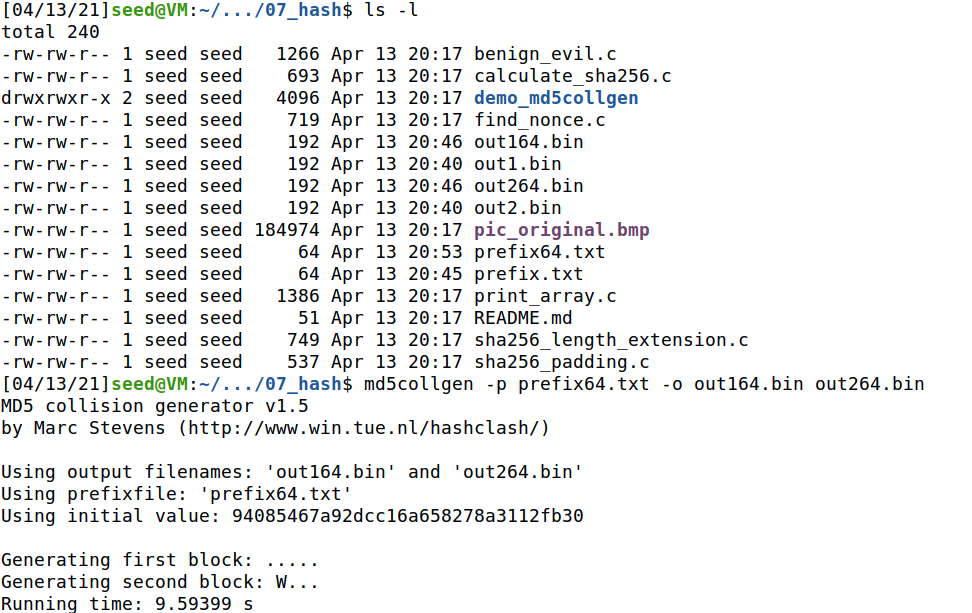 [04/13/21]seed@VM:~/.../07_hash$ ls -l
total 240
-rw-rw-r-- 1 seed seed   1266 Apr 13 20:17 benign_evil.c
-rw-rw-r-- 1 seed seed    693 Apr 13 20:17 calculate_sha256.c
drwxrwxr-x 2 seed seed   4096 Apr 13 20:17 demo_md5collgen
-rw-rw-r-- 1 seed seed    719 Apr 13 20:17 find_nonce.c
-rw-rw-r-- 1 seed seed    192 Apr 13 20:46 out164.bin
-rw-rw-r-- 1 seed seed    192 Apr 13 20:40 out1.bin
-rw-rw-r-- 1 seed seed    192 Apr 13 20:46 out264.bin
-rw-rw-r-- 1 seed seed    192 Apr 13 20:40 out2.bin
-rw-rw-r-- 1 seed seed 184974 Apr 13 20:17 pic_original.bmp
-rw-rw-r-- 1 seed seed     64 Apr 13 20:53 prefix64.txt
-rw-rw-r-- 1 seed seed     64 Apr 13 20:45 prefix.txt
-rw-rw-r-- 1 seed seed   1386 Apr 13 20:17 print_array.c
-rw-rw-r-- 1 seed seed     51 Apr 13 20:17 README.md
-rw-rw-r-- 1 seed seed    749 Apr 13 20:17 sha256_length_extension.c
-rw-rw-r-- 1 seed seed    537 Apr 13 20:17 sha256_padding.c
[04/13/21]seed@VM:~/.../07_hash$ md5collgen -p prefix64.txt -o out164.bin out264.bin
MD5 collision generator v1.5
by Marc Stevens (http://www.win.tue.nl/hashclash/)

Using output filenames: 'out164.bin' and 'out264.bin'
Using prefixfile: 'prefix64.txt'
Using initial value: 94085467a92dcc16a658278a3112fb30

Generating first block: .....
Generating second block: W...
Running time: 9.59399 s